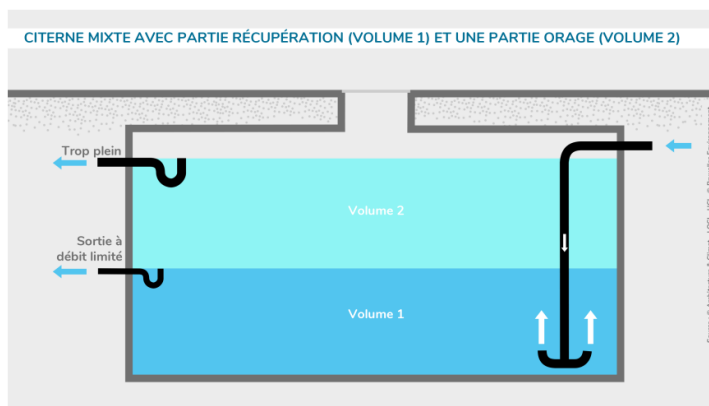 CITERNE MIXTE AVEC PARTIE RÉCUPÉRATION (VOLUME 1) ET UNE PARTIE ORAGE (VOLUME 2)
Trop plein
Volume 2
Sortie à
débit limité
Volume 1